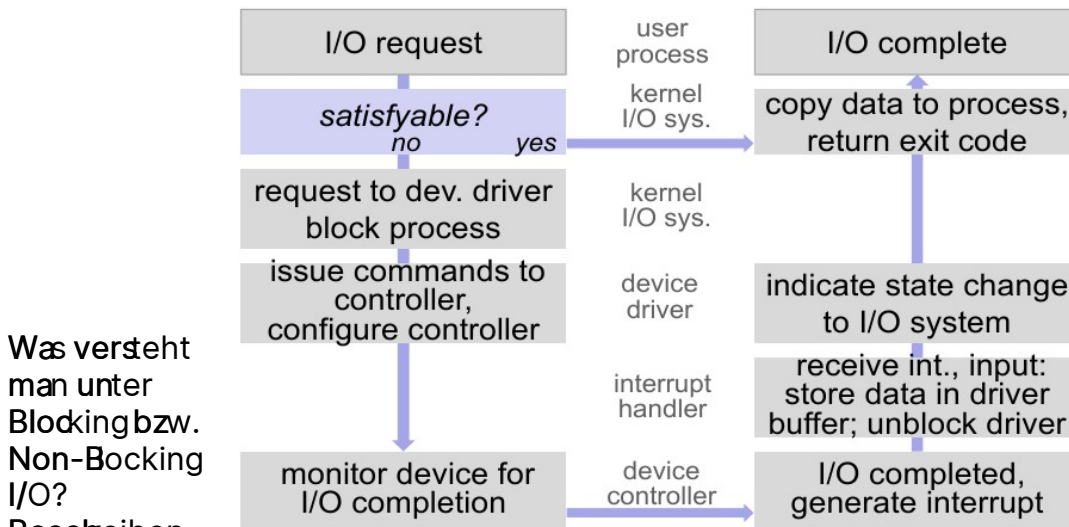 I/O request
user
process
I/O complete
satisfyable?
no
yes
kernel
I/O sys.
copy data to process,
return exit code
request to dev. driver
block process
kernel
I/O sys.
issue commands to
controller,
configure controller
device
driver
indicate state change
to I/O system
interrupt
handler
receive int., input:
store data in driver
buffer; unblock driver
monitor device for
I/O completion
device
controller
I/O completed,
generate interrupt
Was versteht
man unter
Blocking bzw.
Non-Blocking
I/O?